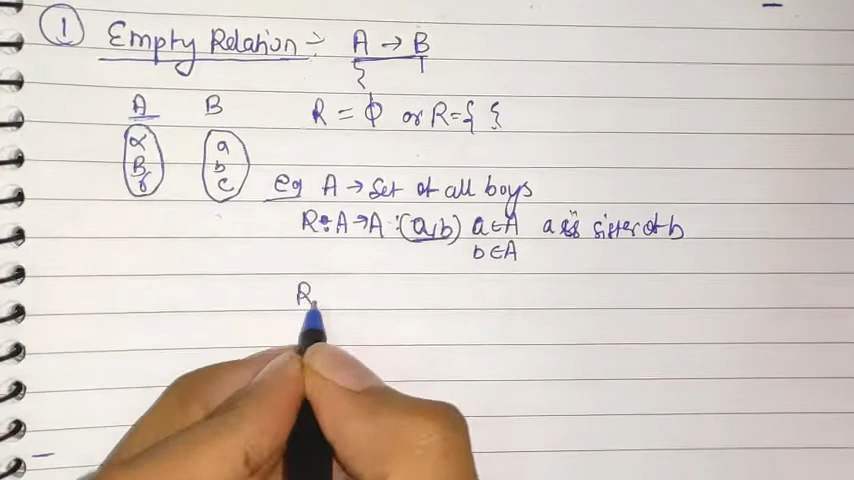 ① Empty Relation :- A → B
A B R = ϕ or R = { }
α a
β b
γ c
eg A → Set of all boys
R : A → A : (a, b) a ∈ A a is sister of b
b ∈ A
R